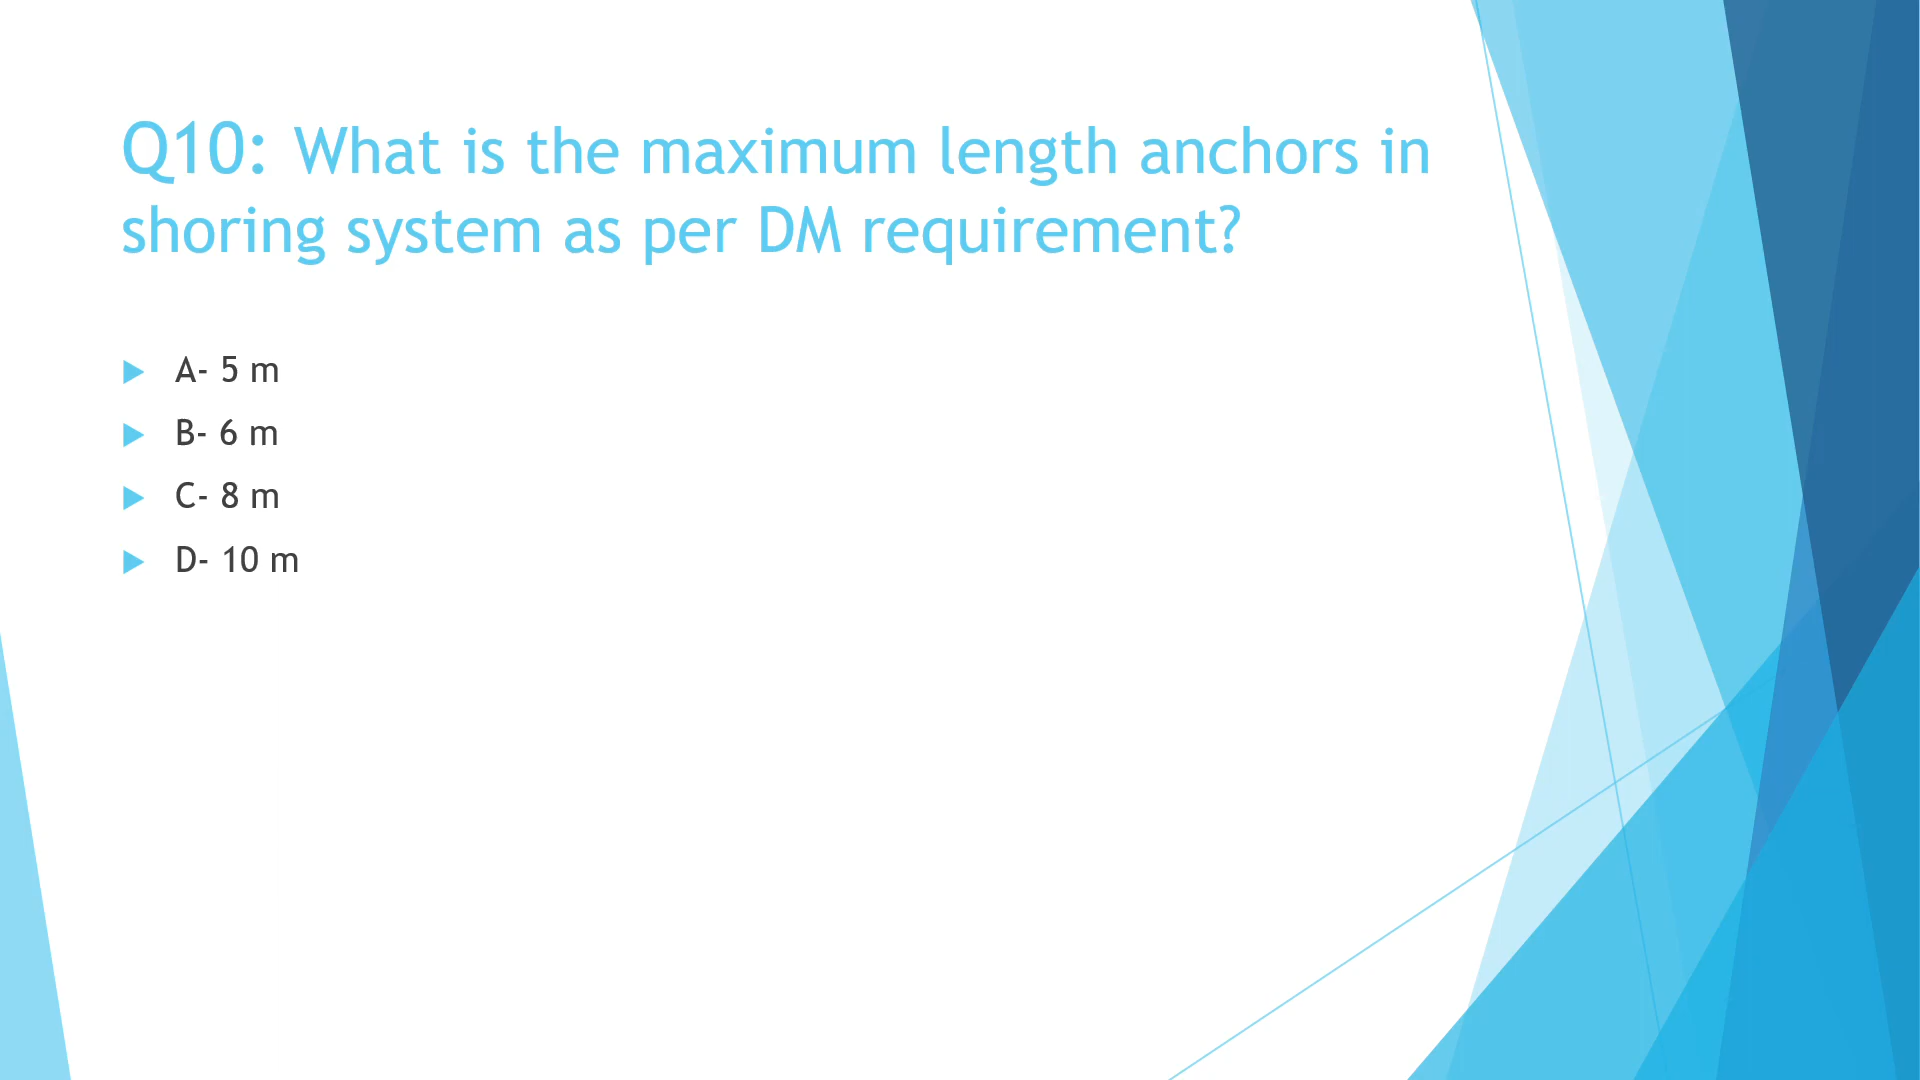 Q10: What is the maximum length anchors in
shoring system as per DM requirement?
A- 5 m
B- 6 m
C- 8 m
D- 10 m